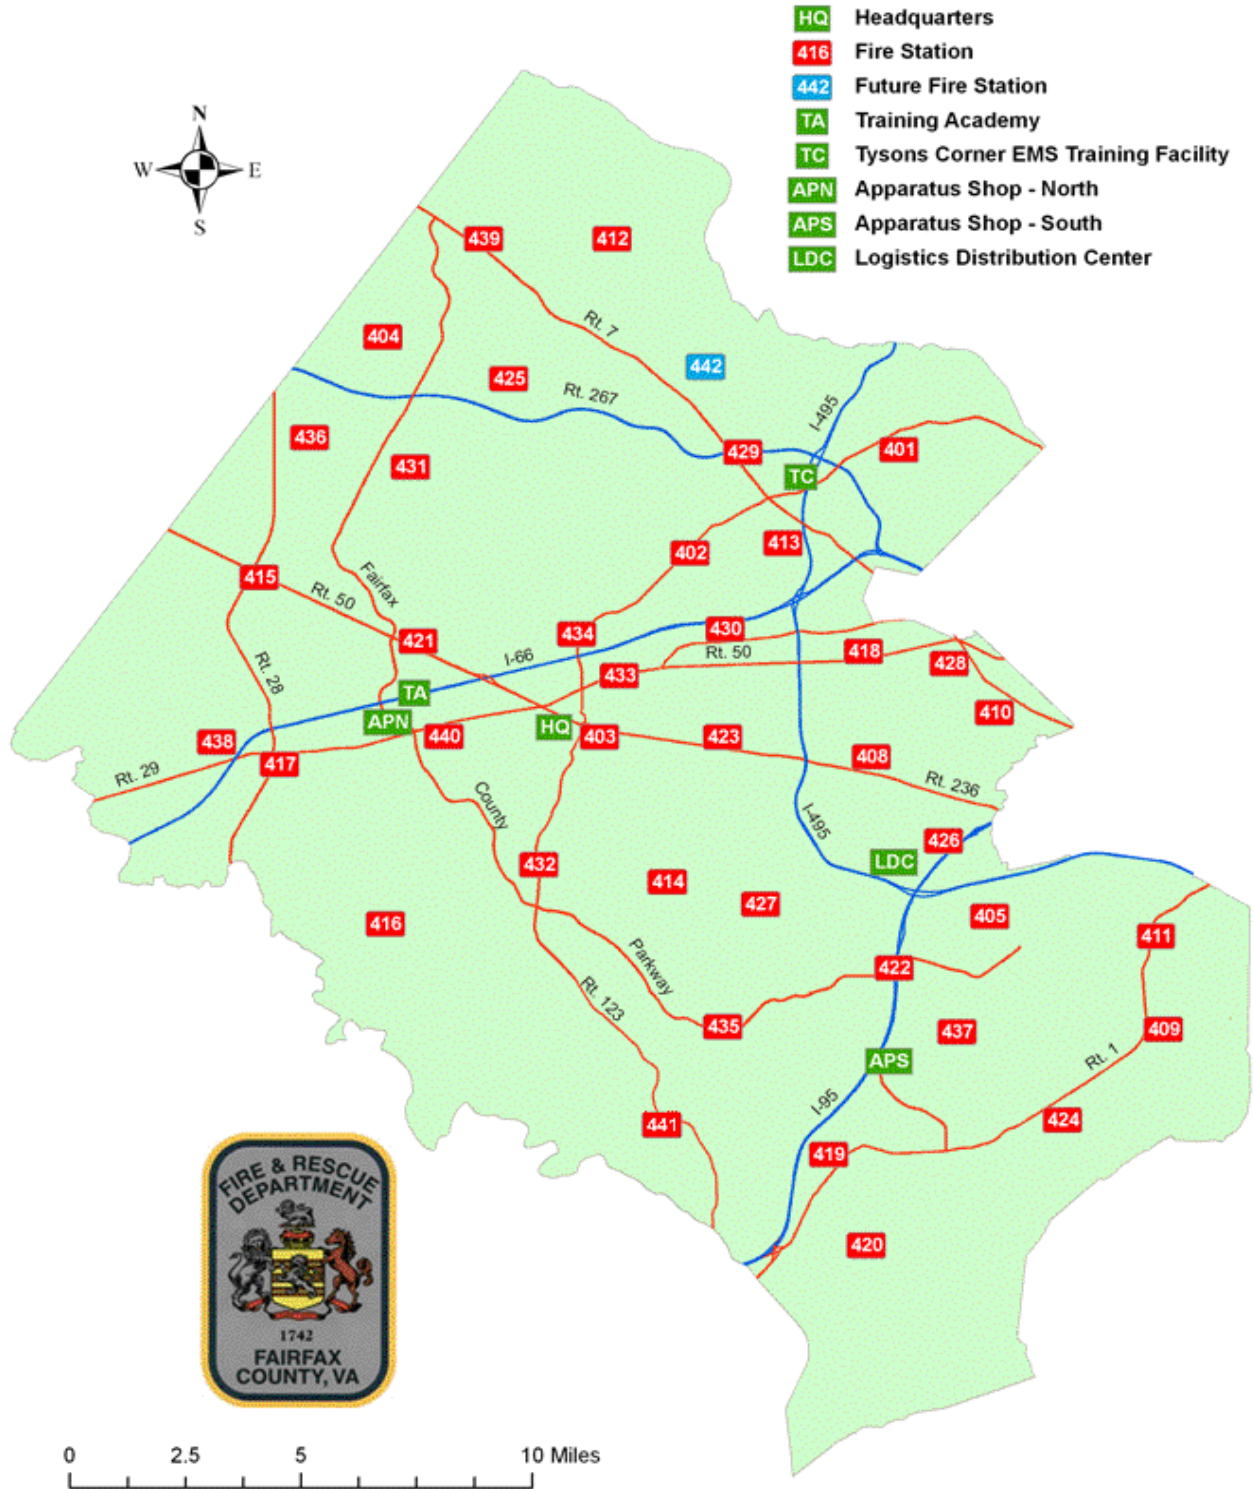 HQ Headquarters
416 Fire Station
442 Future Fire Station
TA Training Academy
TC Tysons Corner EMS Training Facility
APN Apparatus Shop - North
APS Apparatus Shop - South
LDC Logistics Distribution Center
N
W E
S
439
412
Rt. 7
404
442
425
Rt. 267
I-495
436
429
401
431
TC
413
402
415
Fairfax
Rt. 50
421
434
430
418
Rt. 50
I-66
428
433
Rt. 28
TA
410
APN
HQ
440
403
423
438
408
417
Rt. 29
Rt. 236
County
I-495
426
LDC
432
414
427
405
416
411
Parkway
422
Rt. 123
435
437
409
APS
Rt. 1
I-95
441
424
419
420
FIRE & RESCUE
DEPARTMENT
1742
FAIRFAX
COUNTY, VA
0 2.5 5 10 Miles